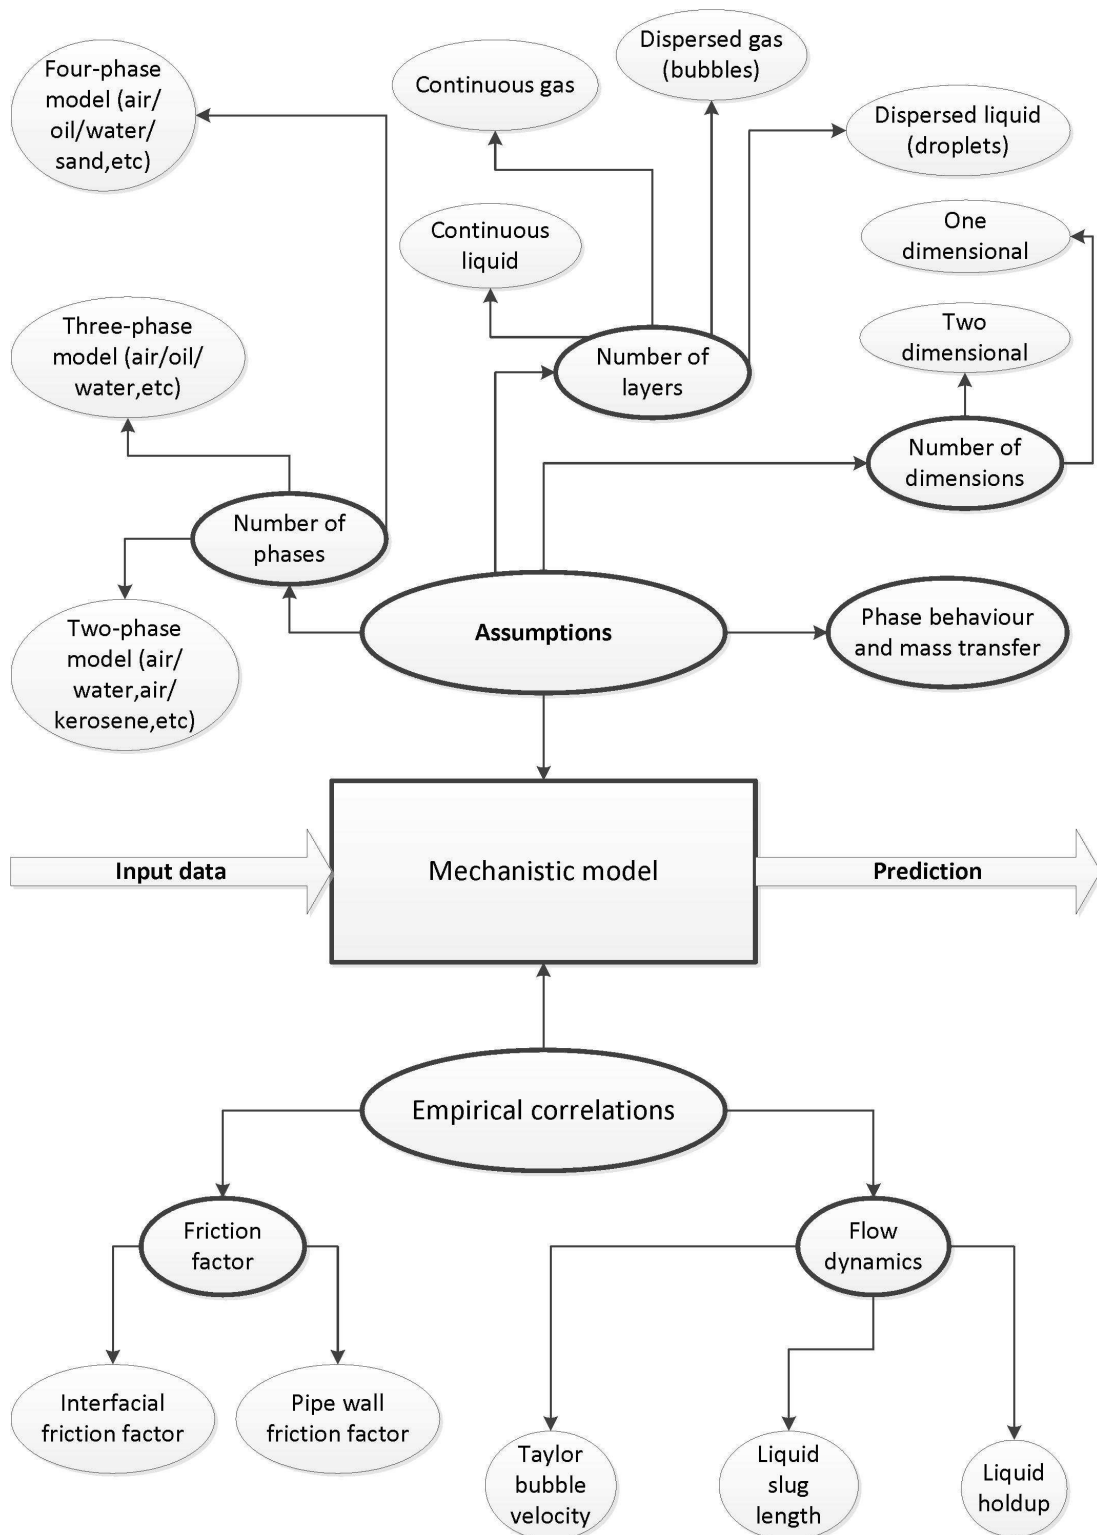 Four-phase
model (air/
oil/water/
sand,etc)
Continuous gas
Dispersed gas
(bubbles)
Dispersed liquid
(droplets)
Continuous
liquid
One
dimensional
Three-phase
model (air/oil/
water,etc)
Number of
layers
Two
dimensional
Number of
dimensions
Number of
phases
Two-phase
model (air/
water,air/
kerosene,etc)
Assumptions
Phase behaviour
and mass transfer
Input data
Mechanistic model
Prediction
Empirical correlations
Friction
factor
Flow
dynamics
Interfacial
friction factor
Pipe wall
friction factor
Taylor
bubble
velocity
Liquid
slug
length
Liquid
holdup